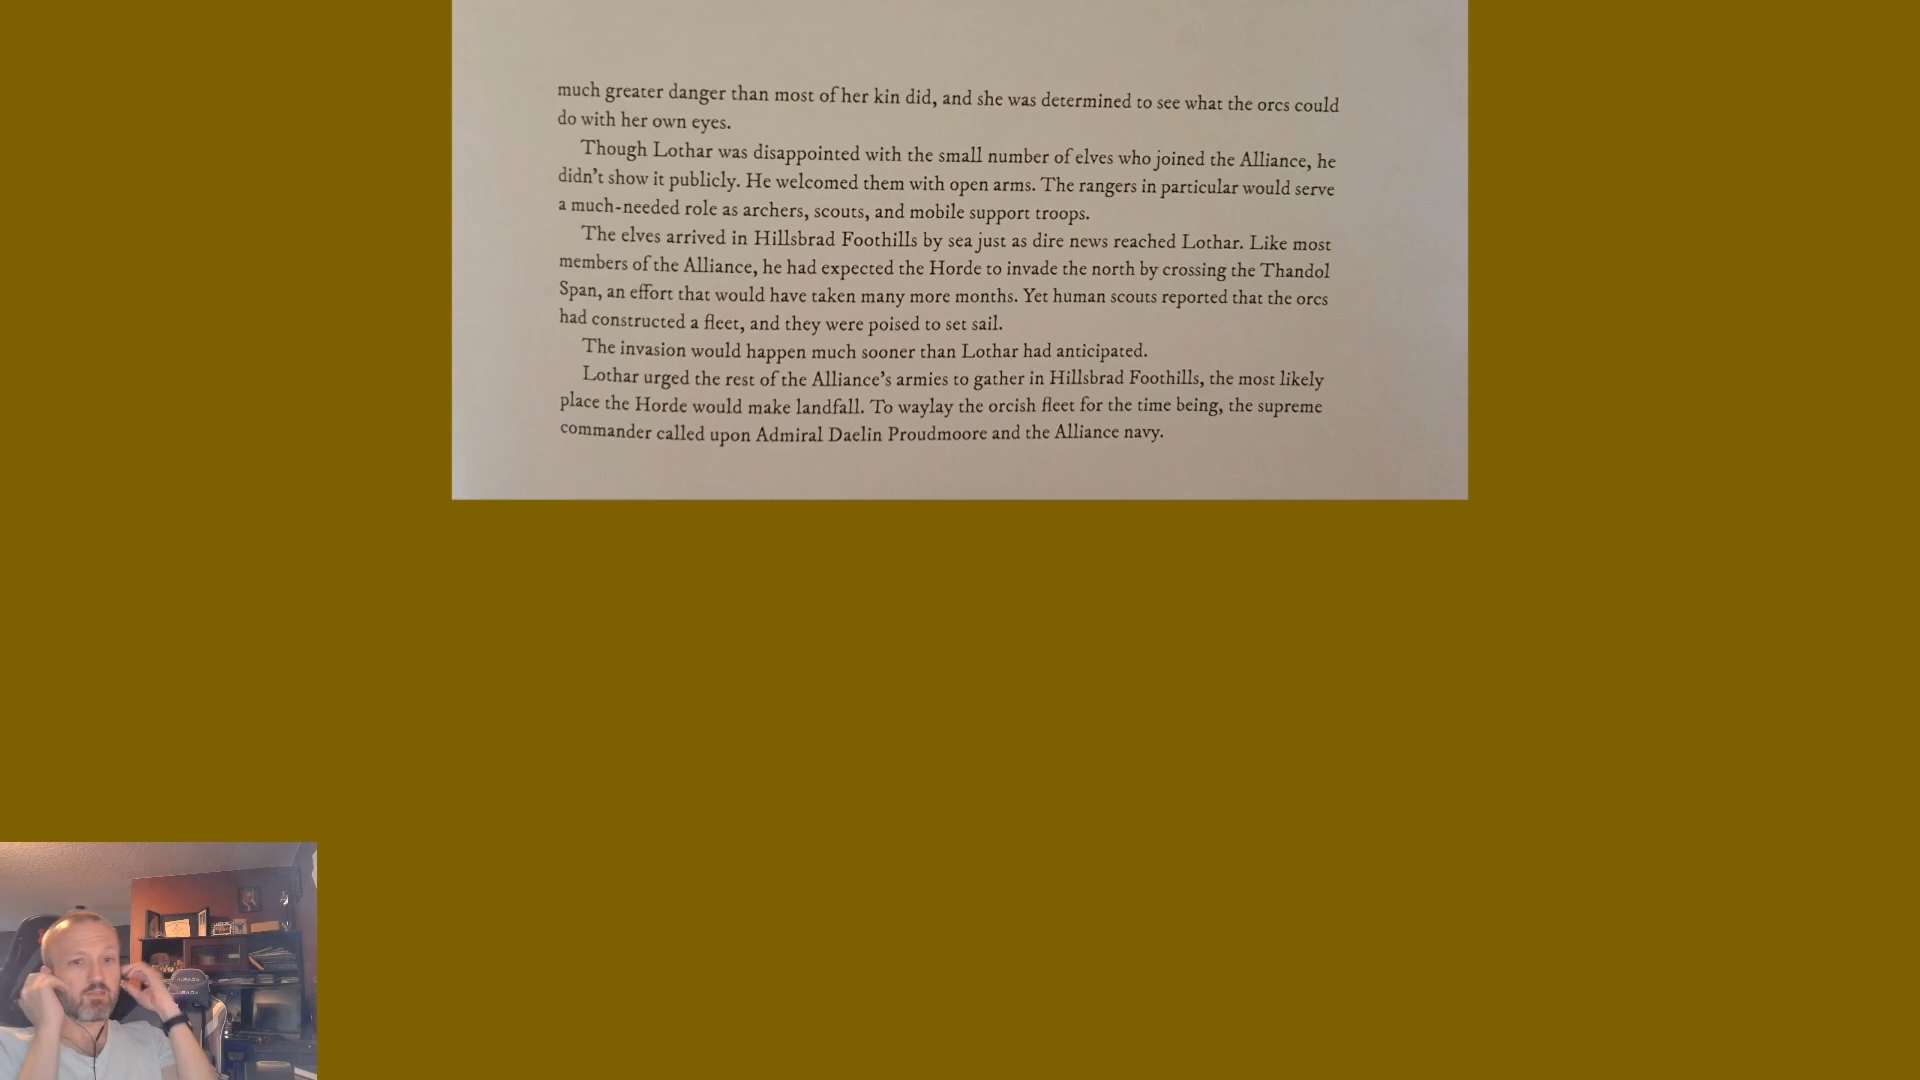 much greater danger than most of her kin did, and she was determined to see what the orcs could
do with her own eyes.
Though Lothar was disappointed with the small number of elves who joined the Alliance, he
didn't show it publicly. He welcomed them with open arms. The rangers in particular would serve
a much-needed role as archers, scouts, and mobile support troops.
The elves arrived in Hillsbrad Foothills by sea just as dire news reached Lothar. Like most
members of the Alliance, he had expected the Horde to invade the north by crossing the Thandol
Span, an effort that would have taken many more months. Yet human scouts reported that the orcs
had constructed a fleet, and they were poised to set sail.
The invasion would happen much sooner than Lothar had anticipated.
Lothar urged the rest of the Alliance's armies to gather in Hillsbrad Foothills, the most likely
place the Horde would make landfall. To waylay the orcish fleet for the time being, the supreme
commander called upon Admiral Daelin Proudmoore and the Alliance navy.